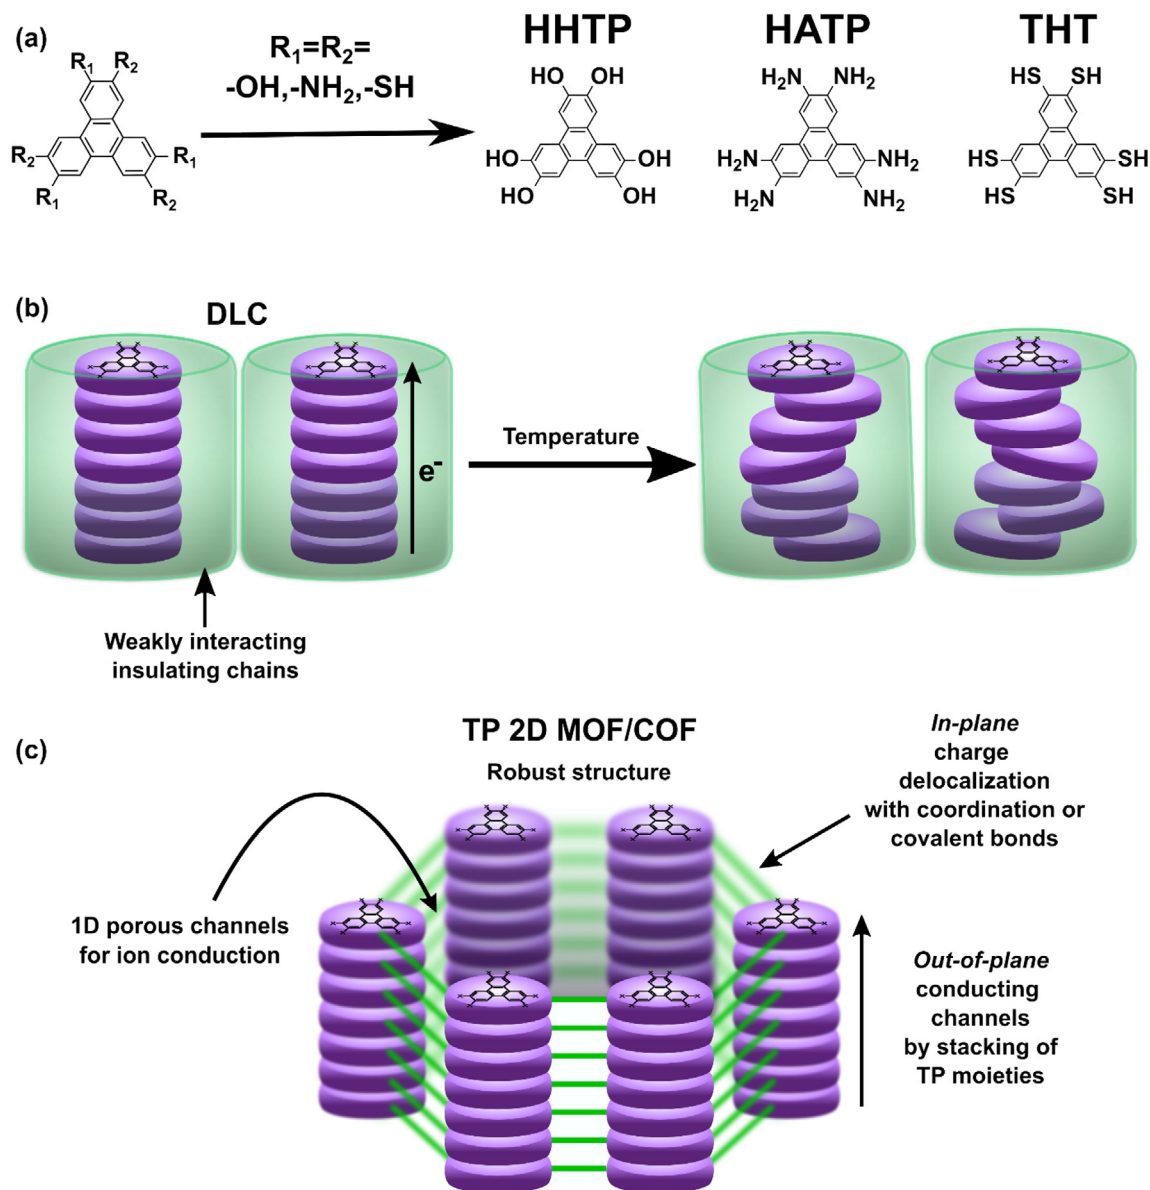 (a)
R₁
R₂
R₂
R₁
R₁
R₂
R₁=R₂=
-OH,-NH₂,-SH
HHTP
HO
OH
HO
OH
HO
OH
HATP
H₂N
NH₂
H₂N
NH₂
H₂N
NH₂
THT
HS
SH
HS
SH
HS
SH
(b)
DLC
e⁻
Temperature
Weakly interacting
insulating chains
(c)
TP 2D MOF/COF
Robust structure
In-plane
charge
delocalization
with coordination or
covalent bonds
1D porous channels
for ion conduction
Out-of-plane
conducting
channels
by stacking of
TP moieties